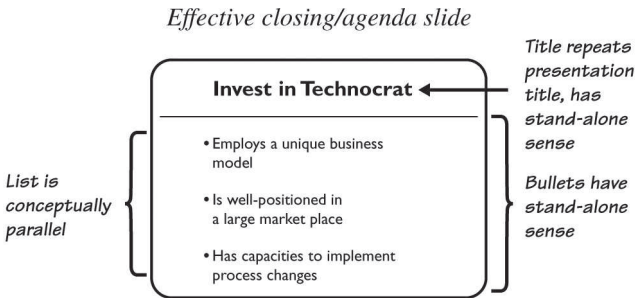 Effective closing/agenda slide
Invest in Technocrat
Title repeats
presentation
title, has
stand-alone
sense
• Employs a unique business
model
• Is well-positioned in
a large market place
• Has capacities to implement
process changes
List is
conceptually
parallel
Bullets have
stand-alone
sense